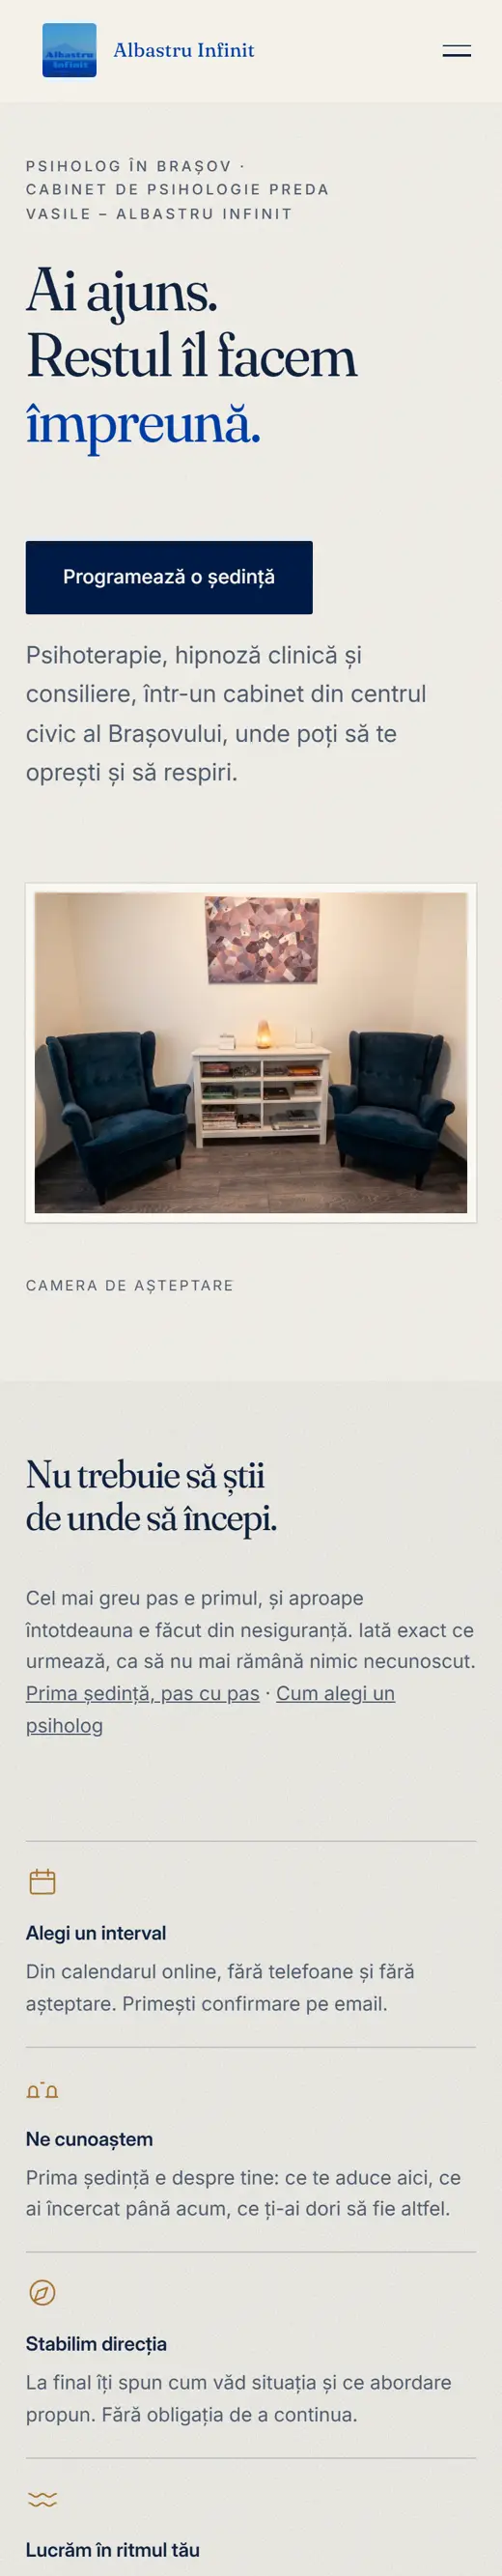 Albastru
Infinit
Albastru Infinit
PSIHOLOG ÎN BRAȘOV ·
CABINET DE PSIHOLOGIE PREDA
VASILE – ALBASTRU INFINIT
Ai ajuns.
Restul îl facem
împreună.
Programează o ședință
Psihoterapie, hipnoză clinică și
consiliere, într-un cabinet din centrul
civic al Brașovului, unde poți să te
oprești și să respiri.
CAMERA DE AȘTEPTARE
Nu trebuie să știi
de unde să începi.
Cel mai greu pas e primul, și aproape
întotdeauna e făcut din nesiguranță. Iată exact ce
urmează, ca să nu mai rămână nimic necunoscut.
Prima ședință, pas cu pas · Cum alegi un
psiholog
Alegi un interval
Din calendarul online, fără telefoane și fără
așteptare. Primești confirmare pe email.
Ne cunoaștem
Prima ședință e despre tine: ce te aduce aici, ce
ai încercat până acum, ce ți-ai dori să fie altfel.
Stabilim direcția
La final îți spun cum văd situația și ce abordare
propun. Fără obligația de a continua.
Lucrăm în ritmul tău